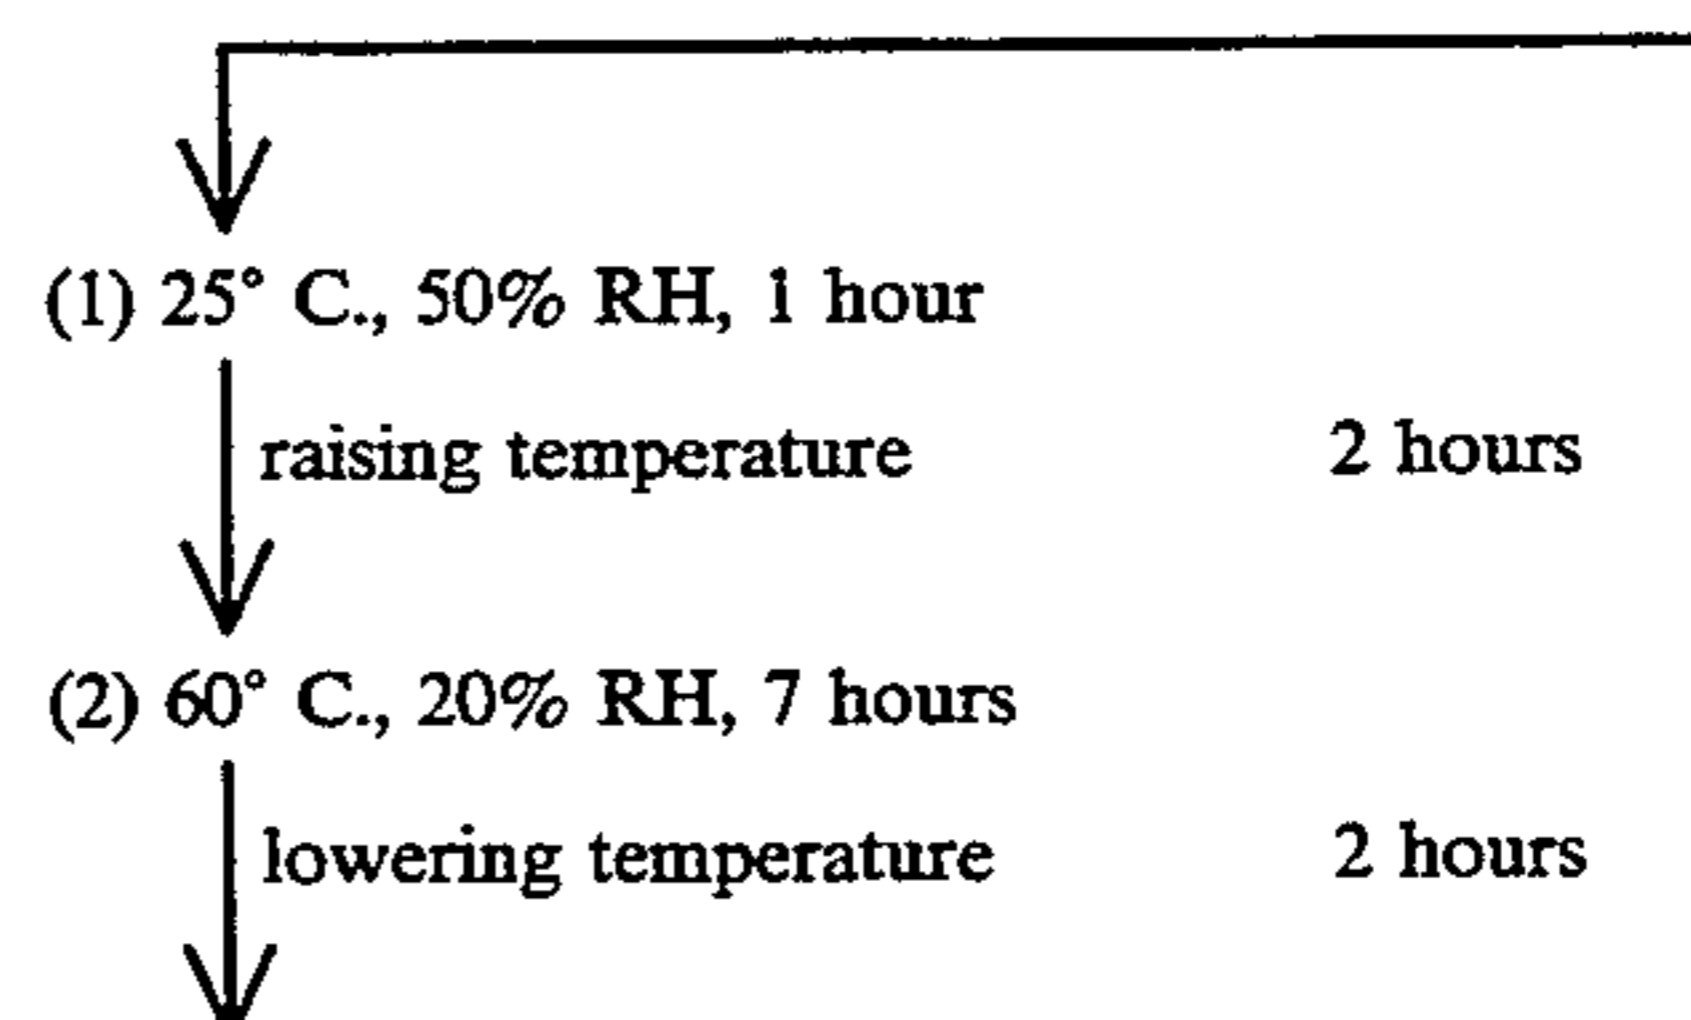 (1) 25° C., 50% RH, 1 hour
raising temperature 2 hours
(2) 60° C., 20% RH, 7 hours
lowering temperature 2 hours